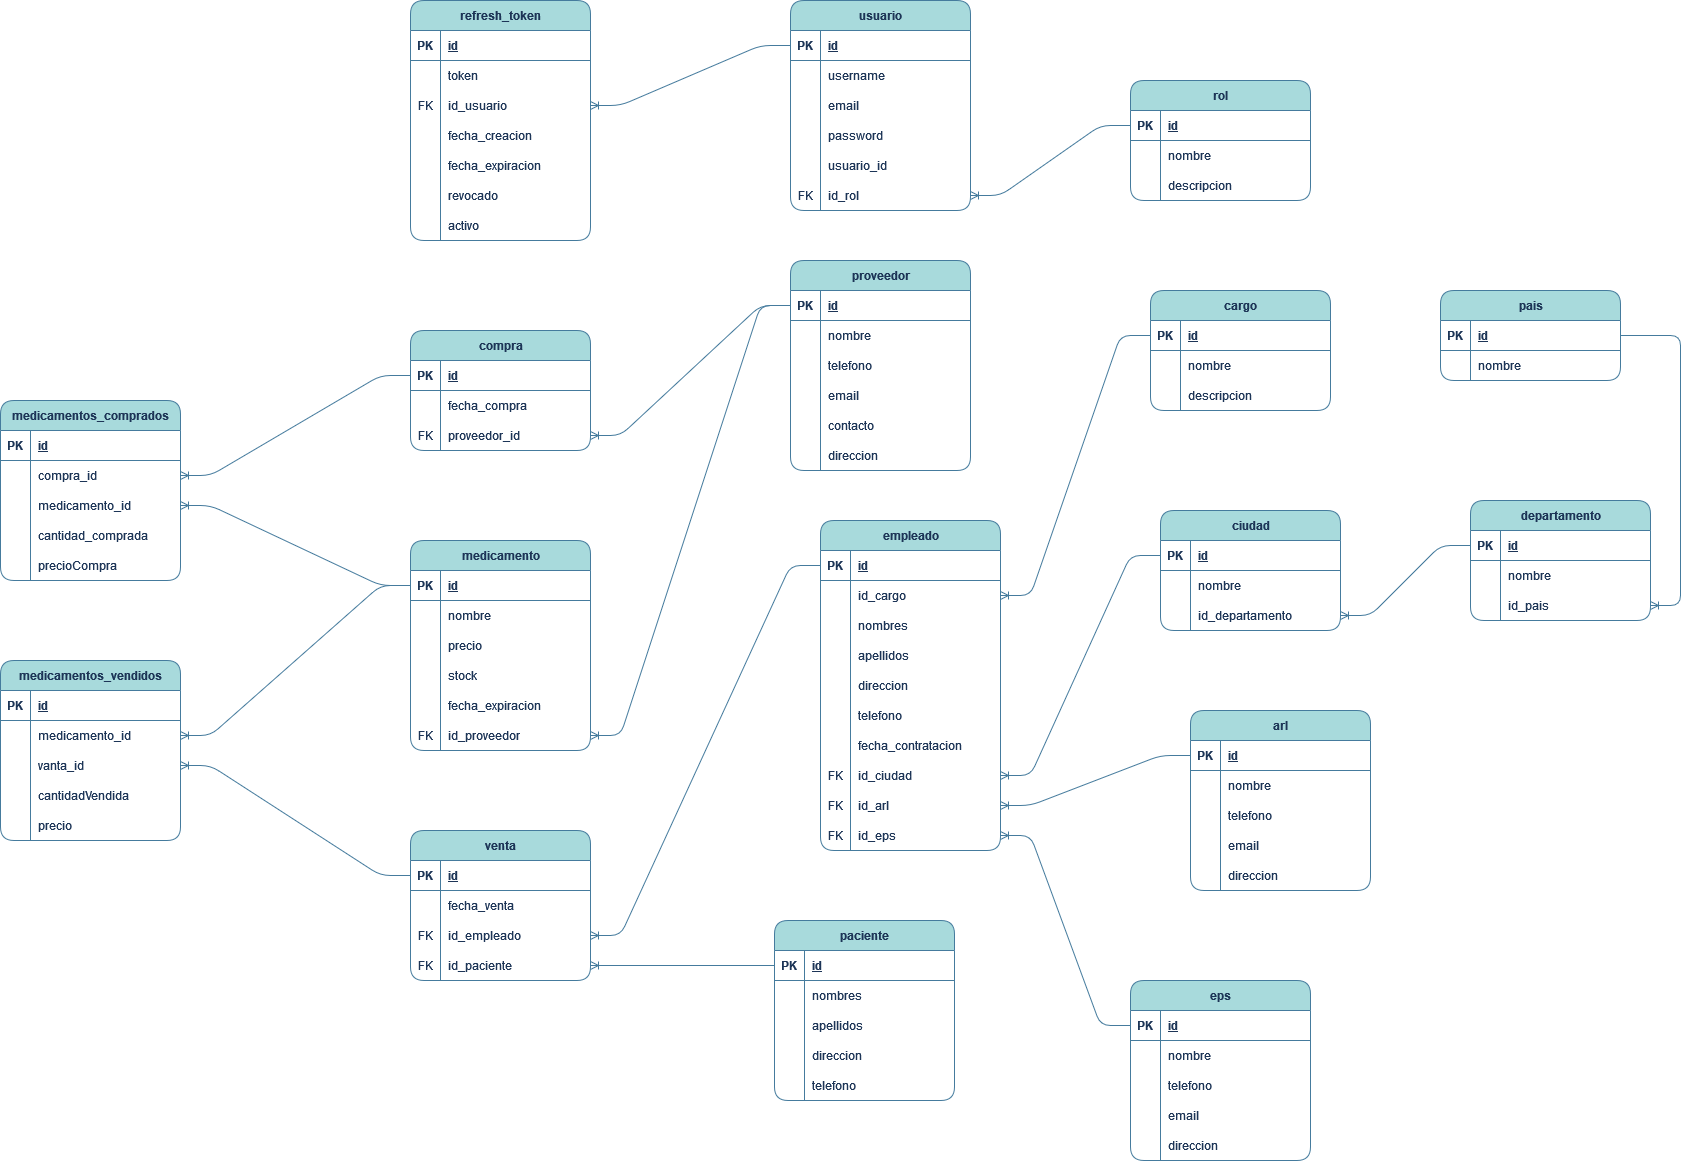 refresh_token
PK id
token
FK id_usuario
fecha_creacion
fecha_expiracion
revocado
activo
usuario
PK id
username
email
password
usuario_id
FK id_rol
rol
PK id
nombre
descripcion
proveedor
PK id
nombre
telefono
email
contacto
direccion
cargo
PK id
nombre
descripcion
pais
PK id
nombre
compra
PK id
fecha_compra
FK proveedor_id
medicamentos_comprados
PK id
compra_id
medicamento_id
cantidad_comprada
precioCompra
medicamento
PK id
nombre
precio
stock
fecha_expiracion
FK id_proveedor
empleado
PK id
id_cargo
nombres
apellidos
direccion
telefono
fecha_contratacion
FK id_ciudad
FK id_arl
FK id_eps
ciudad
PK id
nombre
id_departamento
departamento
PK id
nombre
id_pais
medicamentos_vendidos
PK id
medicamento_id
vanta_id
cantidadVendida
precio
arl
PK id
nombre
telefono
email
direccion
venta
PK id
fecha_venta
FK id_empleado
FK id_paciente
paciente
PK id
nombres
apellidos
direccion
telefono
eps
PK id
nombre
telefono
email
direccion